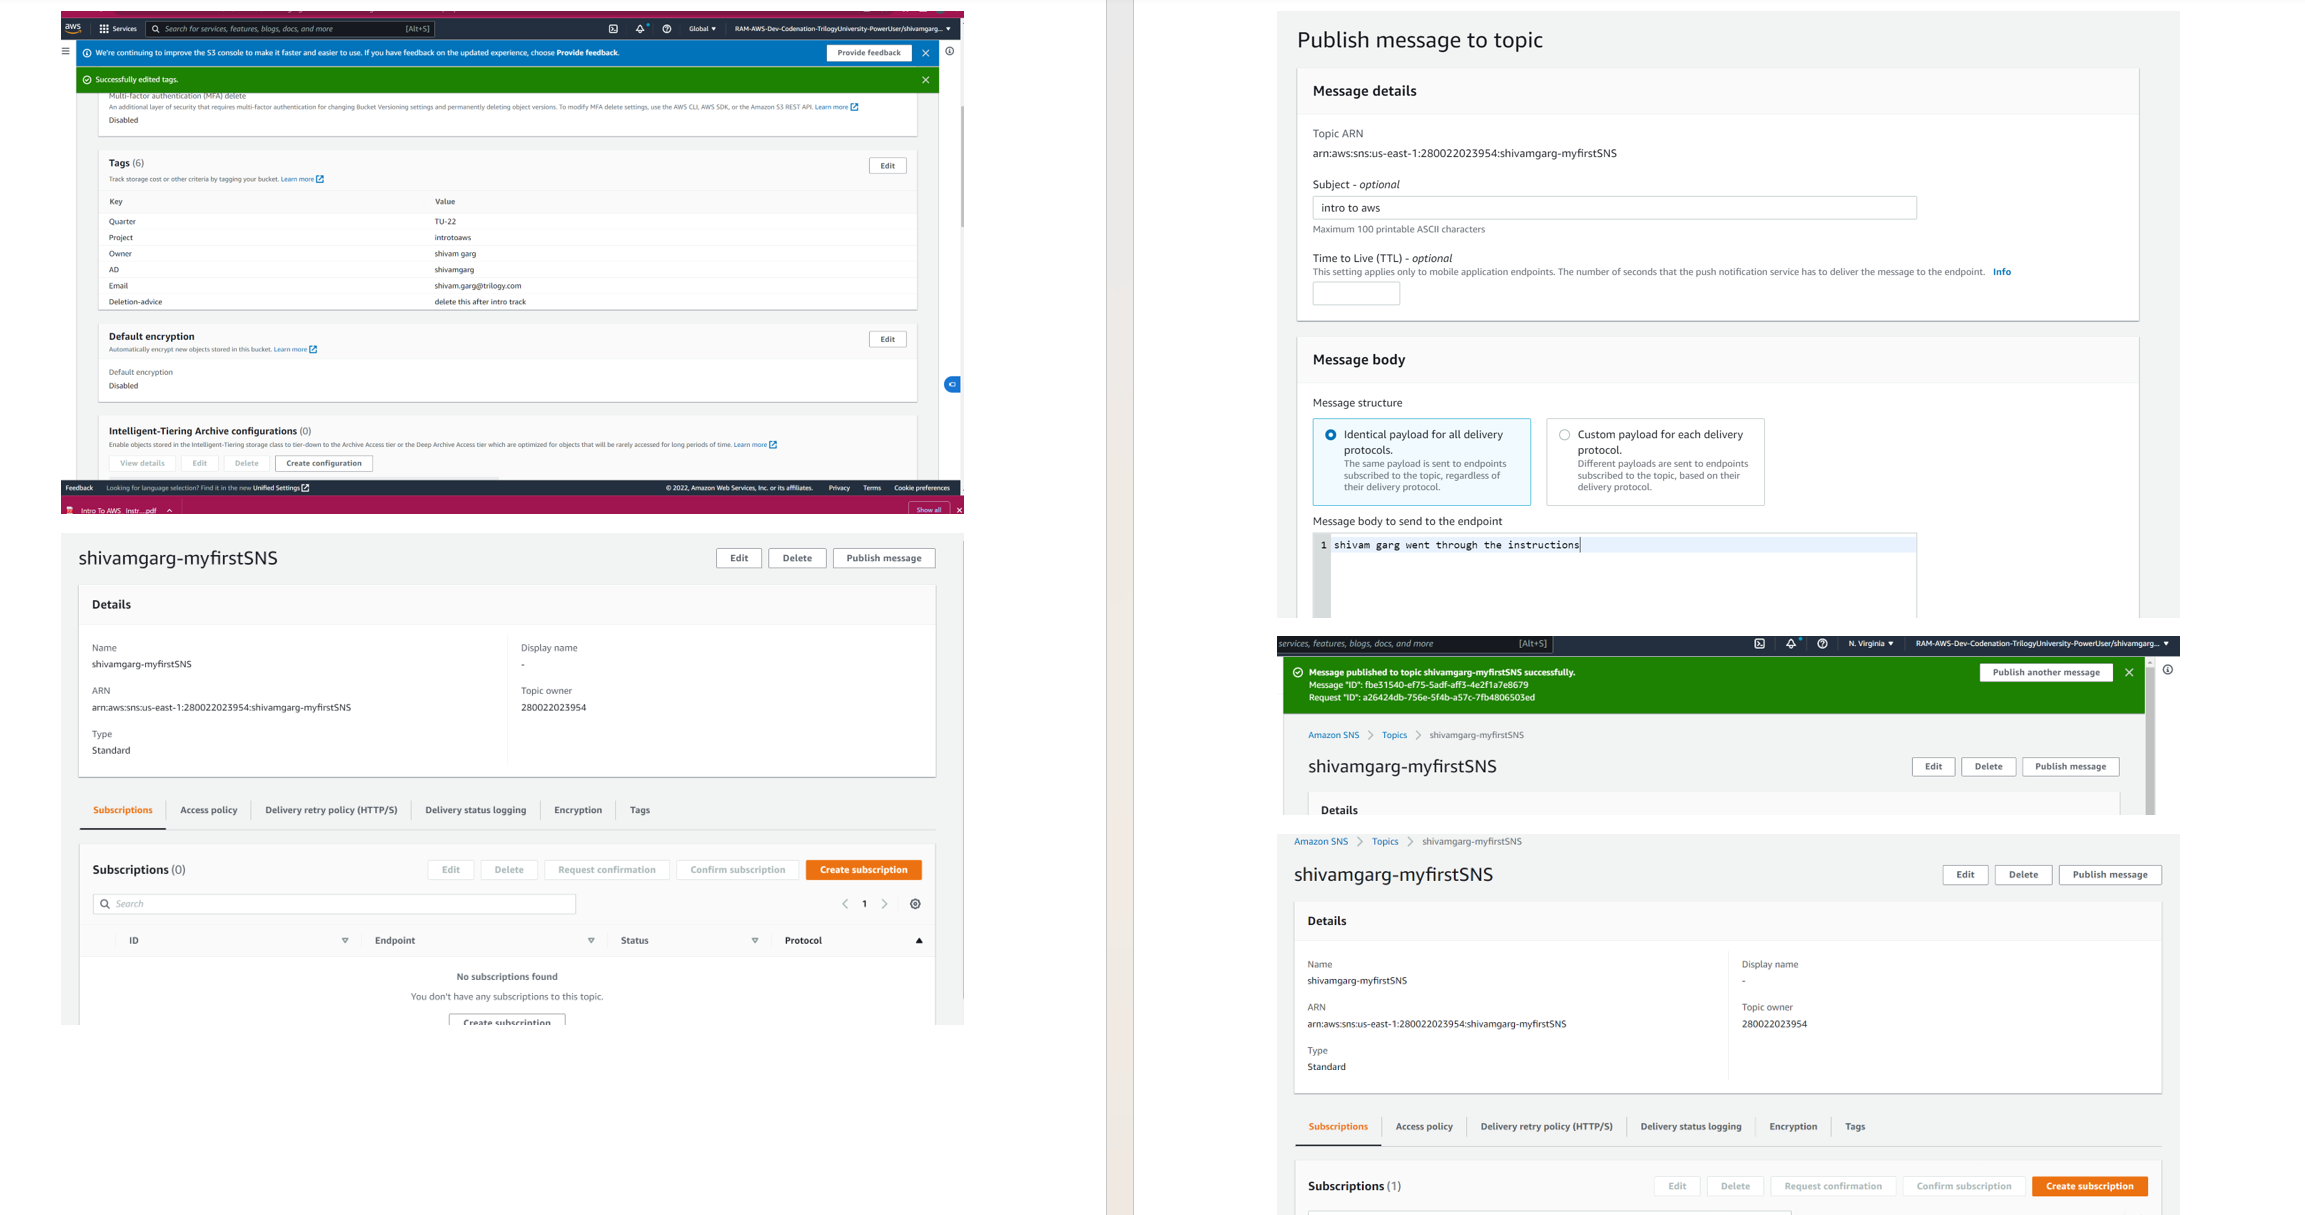 aws Services Search for services, features, blogs, docs, and more [Alt+S] Global ▼ RAM-AWS-Dev-Codenation-TrilogyUniversity-PowerUser/shivamgarg... ▼
We're continuing to improve the S3 console to make it faster and easier to use. If you have feedback on the updated experience, choose Provide feedback. Provide feedback
Successfully edited tags.
Multi-factor authentication (MFA) delete
An additional layer of security that requires multi-factor authentication for changing Bucket Versioning settings and permanently deleting object versions. To modify MFA delete settings, use the AWS CLI, AWS SDK, or the Amazon S3 REST API. Learn more
Disabled
Tags (6) Edit
Track storage cost or other criteria by tagging your bucket. Learn more
Key Value
Quarter TU-22
Project introtoaws
Owner shivam garg
AD shivamgarg
Email shivam.garg@trilogy.com
Deletion-advice delete this after intro track
Default encryption Edit
Automatically encrypt new objects stored in this bucket. Learn more
Default encryption
Disabled
Intelligent-Tiering Archive configurations (0)
Enable objects stored in the Intelligent-Tiering storage class to tier-down to the Archive Access tier or the Deep Archive Access tier which are optimized for objects that will be rarely accessed for long periods of time. Learn more
View details Edit Delete Create configuration
Feedback Looking for language selection? Find it in the new Unified Settings © 2022, Amazon Web Services, Inc. or its affiliates. Privacy Terms Cookie preferences
Intro To AWS_Instr....pdf Show all
shivamgarg-myfirstSNS Edit Delete Publish message
Details
Name Display name
shivamgarg-myfirstSNS -
ARN Topic owner
arn:aws:sns:us-east-1:280022023954:shivamgarg-myfirstSNS 280022023954
Type
Standard
Subscriptions Access policy Delivery retry policy (HTTP/S) Delivery status logging Encryption Tags
Subscriptions (0) Edit Delete Request confirmation Confirm subscription Create subscription
Search 1
ID Endpoint Status Protocol
No subscriptions found
You don't have any subscriptions to this topic.
Create subscription
Publish message to topic
Message details
Topic ARN
arn:aws:sns:us-east-1:280022023954:shivamgarg-myfirstSNS
Subject - optional
intro to aws
Maximum 100 printable ASCII characters
Time to Live (TTL) - optional
This setting applies only to mobile application endpoints. The number of seconds that the push notification service has to deliver the message to the endpoint. Info
Message body
Message structure
Identical payload for all delivery protocols.
The same payload is sent to endpoints subscribed to the topic, regardless of their delivery protocol.
Custom payload for each delivery protocol.
Different payloads are sent to endpoints subscribed to the topic, based on their delivery protocol.
Message body to send to the endpoint
1 shivam garg went through the instructions
services, features, blogs, docs, and more [Alt+S] N. Virginia ▼ RAM-AWS-Dev-Codenation-TrilogyUniversity-PowerUser/shivamgarg... ▼
Message published to topic shivamgarg-myfirstSNS successfully. Publish another message
Message "ID": fbe31540-ef75-5adf-aff3-4e2f1a7e8679
Request "ID": a26424db-756e-5f4b-a57c-7fb4806503ed
Amazon SNS > Topics > shivamgarg-myfirstSNS
shivamgarg-myfirstSNS Edit Delete Publish message
Details
Amazon SNS > Topics > shivamgarg-myfirstSNS
shivamgarg-myfirstSNS Edit Delete Publish message
Details
Name Display name
shivamgarg-myfirstSNS -
ARN Topic owner
arn:aws:sns:us-east-1:280022023954:shivamgarg-myfirstSNS 280022023954
Type
Standard
Subscriptions Access policy Delivery retry policy (HTTP/S) Delivery status logging Encryption Tags
Subscriptions (1) Edit Delete Request confirmation Confirm subscription Create subscription